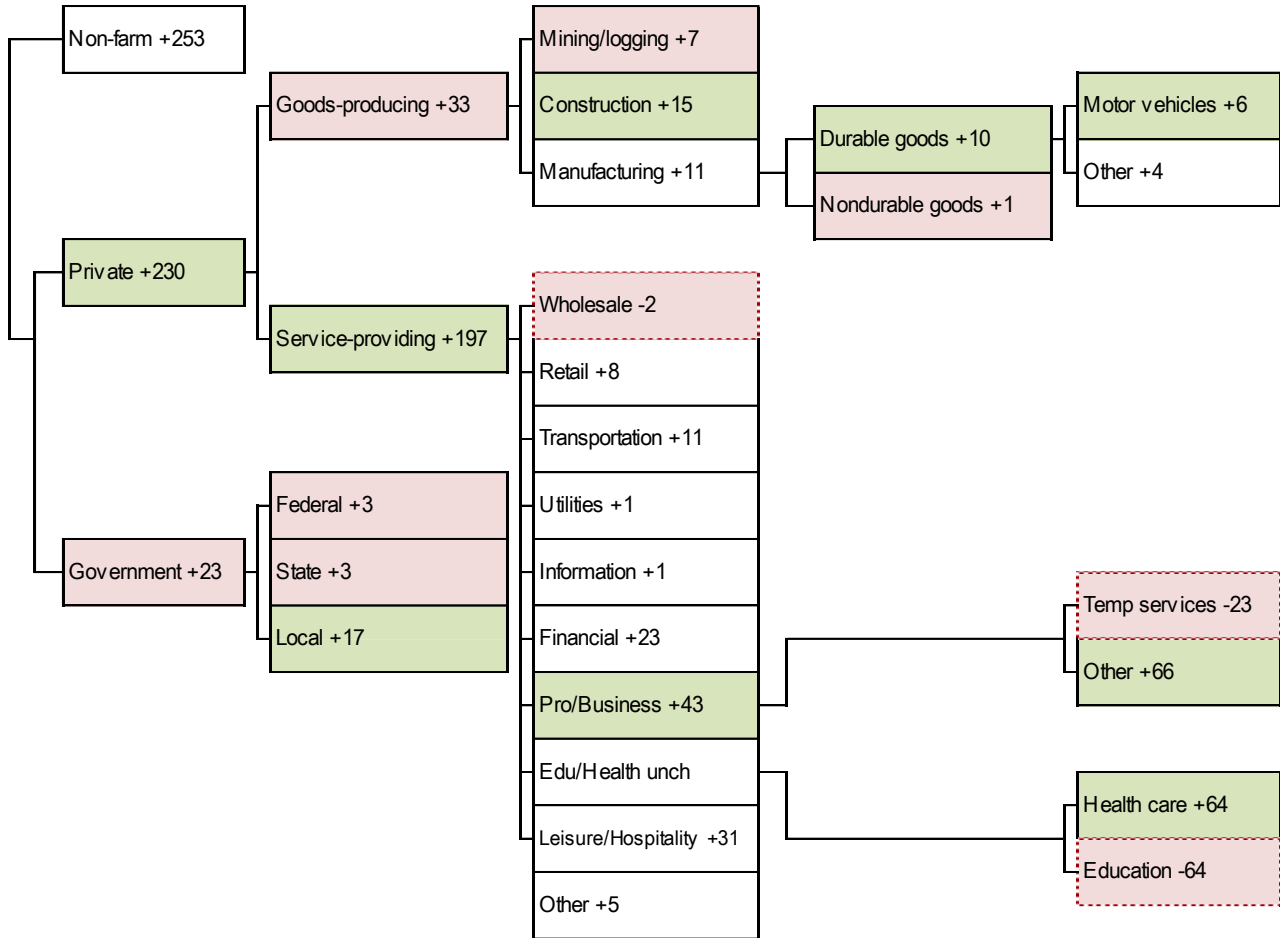 Non-farm +253
Mining/logging +7
Goods-producing +33
Construction +15
Motor vehicles +6
Durable goods +10
Manufacturing +11
Other +4
Nondurable goods +1
Private +230
Wholesale -2
Service-providing +197
Retail +8
Transportation +11
Federal +3
Utilities +1
Government +23
State +3
Information +1
Temp services -23
Local +17
Financial +23
Other +66
Pro/Business +43
Edu/Health unch
Health care +64
Leisure/Hospitality +31
Education -64
Other +5